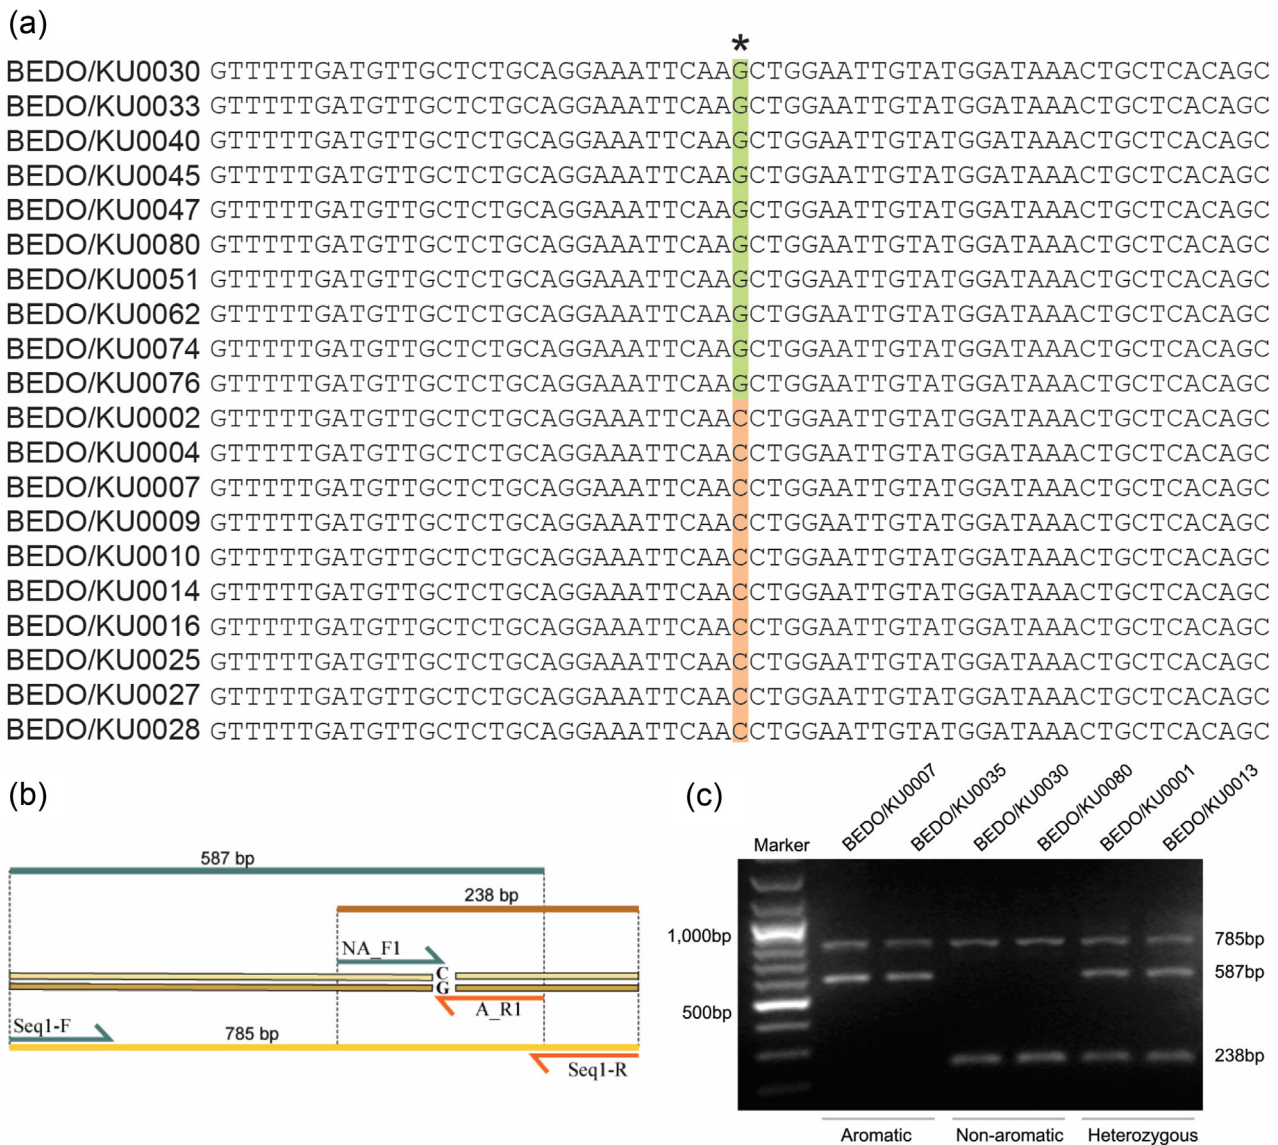 (a)
*
BEDO/KU0030 GTTTTTGATGTTGCTCTGCAGGAAATTCAAGCTGGAATTGTATGGATAAACTGCTCACAGC
BEDO/KU0033 GTTTTTGATGTTGCTCTGCAGGAAATTCAAGCTGGAATTGTATGGATAAACTGCTCACAGC
BEDO/KU0040 GTTTTTGATGTTGCTCTGCAGGAAATTCAAGCTGGAATTGTATGGATAAACTGCTCACAGC
BEDO/KU0045 GTTTTTGATGTTGCTCTGCAGGAAATTCAAGCTGGAATTGTATGGATAAACTGCTCACAGC
BEDO/KU0047 GTTTTTGATGTTGCTCTGCAGGAAATTCAAGCTGGAATTGTATGGATAAACTGCTCACAGC
BEDO/KU0080 GTTTTTGATGTTGCTCTGCAGGAAATTCAAGCTGGAATTGTATGGATAAACTGCTCACAGC
BEDO/KU0051 GTTTTTGATGTTGCTCTGCAGGAAATTCAAGCTGGAATTGTATGGATAAACTGCTCACAGC
BEDO/KU0062 GTTTTTGATGTTGCTCTGCAGGAAATTCAAGCTGGAATTGTATGGATAAACTGCTCACAGC
BEDO/KU0074 GTTTTTGATGTTGCTCTGCAGGAAATTCAAGCTGGAATTGTATGGATAAACTGCTCACAGC
BEDO/KU0076 GTTTTTGATGTTGCTCTGCAGGAAATTCAAGCTGGAATTGTATGGATAAACTGCTCACAGC
BEDO/KU0002 GTTTTTGATGTTGCTCTGCAGGAAATTCAACCTGGAATTGTATGGATAAACTGCTCACAGC
BEDO/KU0004 GTTTTTGATGTTGCTCTGCAGGAAATTCAACCTGGAATTGTATGGATAAACTGCTCACAGC
BEDO/KU0007 GTTTTTGATGTTGCTCTGCAGGAAATTCAACCTGGAATTGTATGGATAAACTGCTCACAGC
BEDO/KU0009 GTTTTTGATGTTGCTCTGCAGGAAATTCAACCTGGAATTGTATGGATAAACTGCTCACAGC
BEDO/KU0010 GTTTTTGATGTTGCTCTGCAGGAAATTCAACCTGGAATTGTATGGATAAACTGCTCACAGC
BEDO/KU0014 GTTTTTGATGTTGCTCTGCAGGAAATTCAACCTGGAATTGTATGGATAAACTGCTCACAGC
BEDO/KU0016 GTTTTTGATGTTGCTCTGCAGGAAATTCAACCTGGAATTGTATGGATAAACTGCTCACAGC
BEDO/KU0025 GTTTTTGATGTTGCTCTGCAGGAAATTCAACCTGGAATTGTATGGATAAACTGCTCACAGC
BEDO/KU0027 GTTTTTGATGTTGCTCTGCAGGAAATTCAACCTGGAATTGTATGGATAAACTGCTCACAGC
BEDO/KU0028 GTTTTTGATGTTGCTCTGCAGGAAATTCAACCTGGAATTGTATGGATAAACTGCTCACAGC
(b)
587 bp
238 bp
NA_F1
C
G
A_R1
Seq1-F
785 bp
Seq1-R
(c)
Marker
BEDO/KU0007
BEDO/KU0035
BEDO/KU0030
BEDO/KU0080
BEDO/KU0001
BEDO/KU0013
1,000bp
500bp
785bp
587bp
238bp
Aromatic
Non-aromatic
Heterozygous